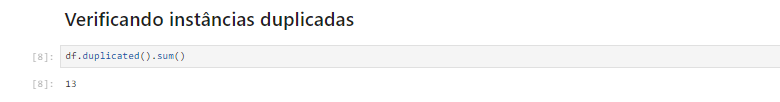 Verificando instâncias duplicadas
[8]: df.duplicated().sum()
[8]: 13